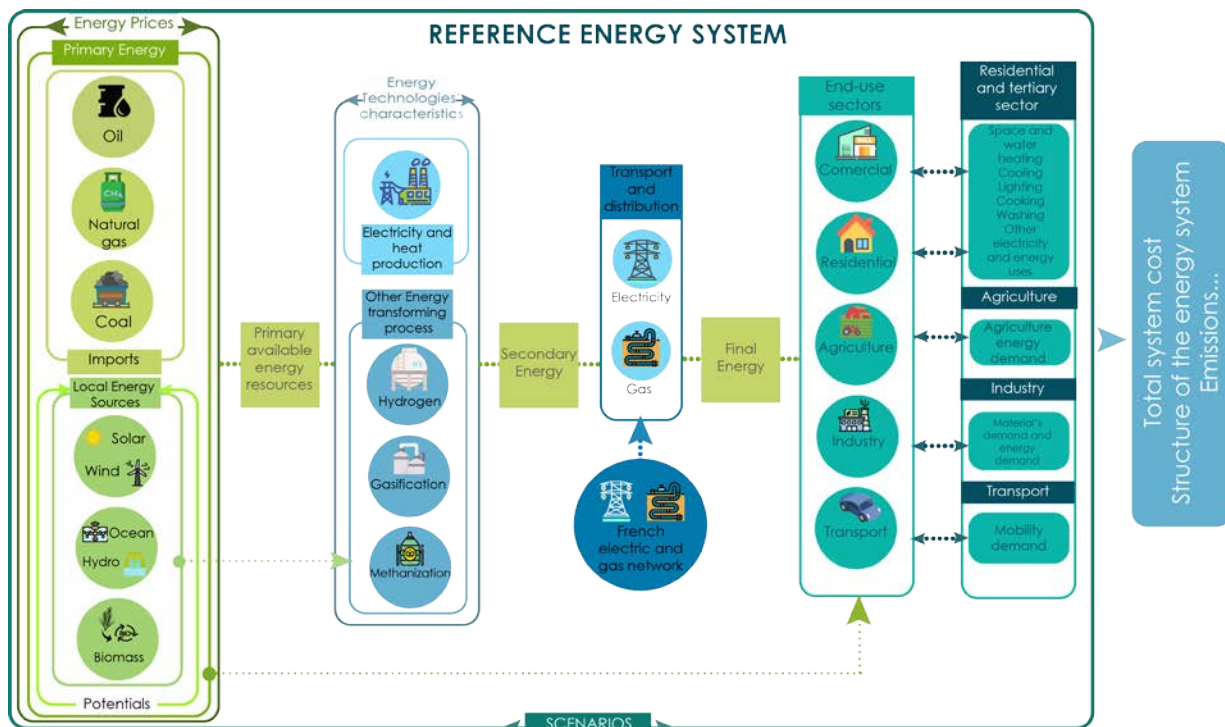 REFERENCE ENERGY SYSTEM
Energy Prices
Primary Energy
Oil
CH₄
Natural
gas
Coal
Imports
Local Energy
Sources
Solar
Wind
Ocean
Hydro
Biomass
Potentials
Primary
available
energy
resources
Energy
Technologies'
characteristics
Electricity and
heat
production
Other Energy
transforming
process
Hydrogen
Gasification
Methanization
Secondary
Energy
Transport
and
distribution
Electricity
Gas
French
electric and
gas network
Final
Energy
End-use
sectors
Comercial
Residential
Agriculture
Industry
Transport
Residential
and tertiary
sector
Space and
water
heating
Cooling
Lighting
Cooking
Washing
Other
electricity
and energy
uses
Agriculture
Agriculture
energy
demand
Industry
Material's
demand and
energy
demand
Transport
Mobility
demand
SCENARIOS
Total system cost
Structure of the energy system
Emissions...